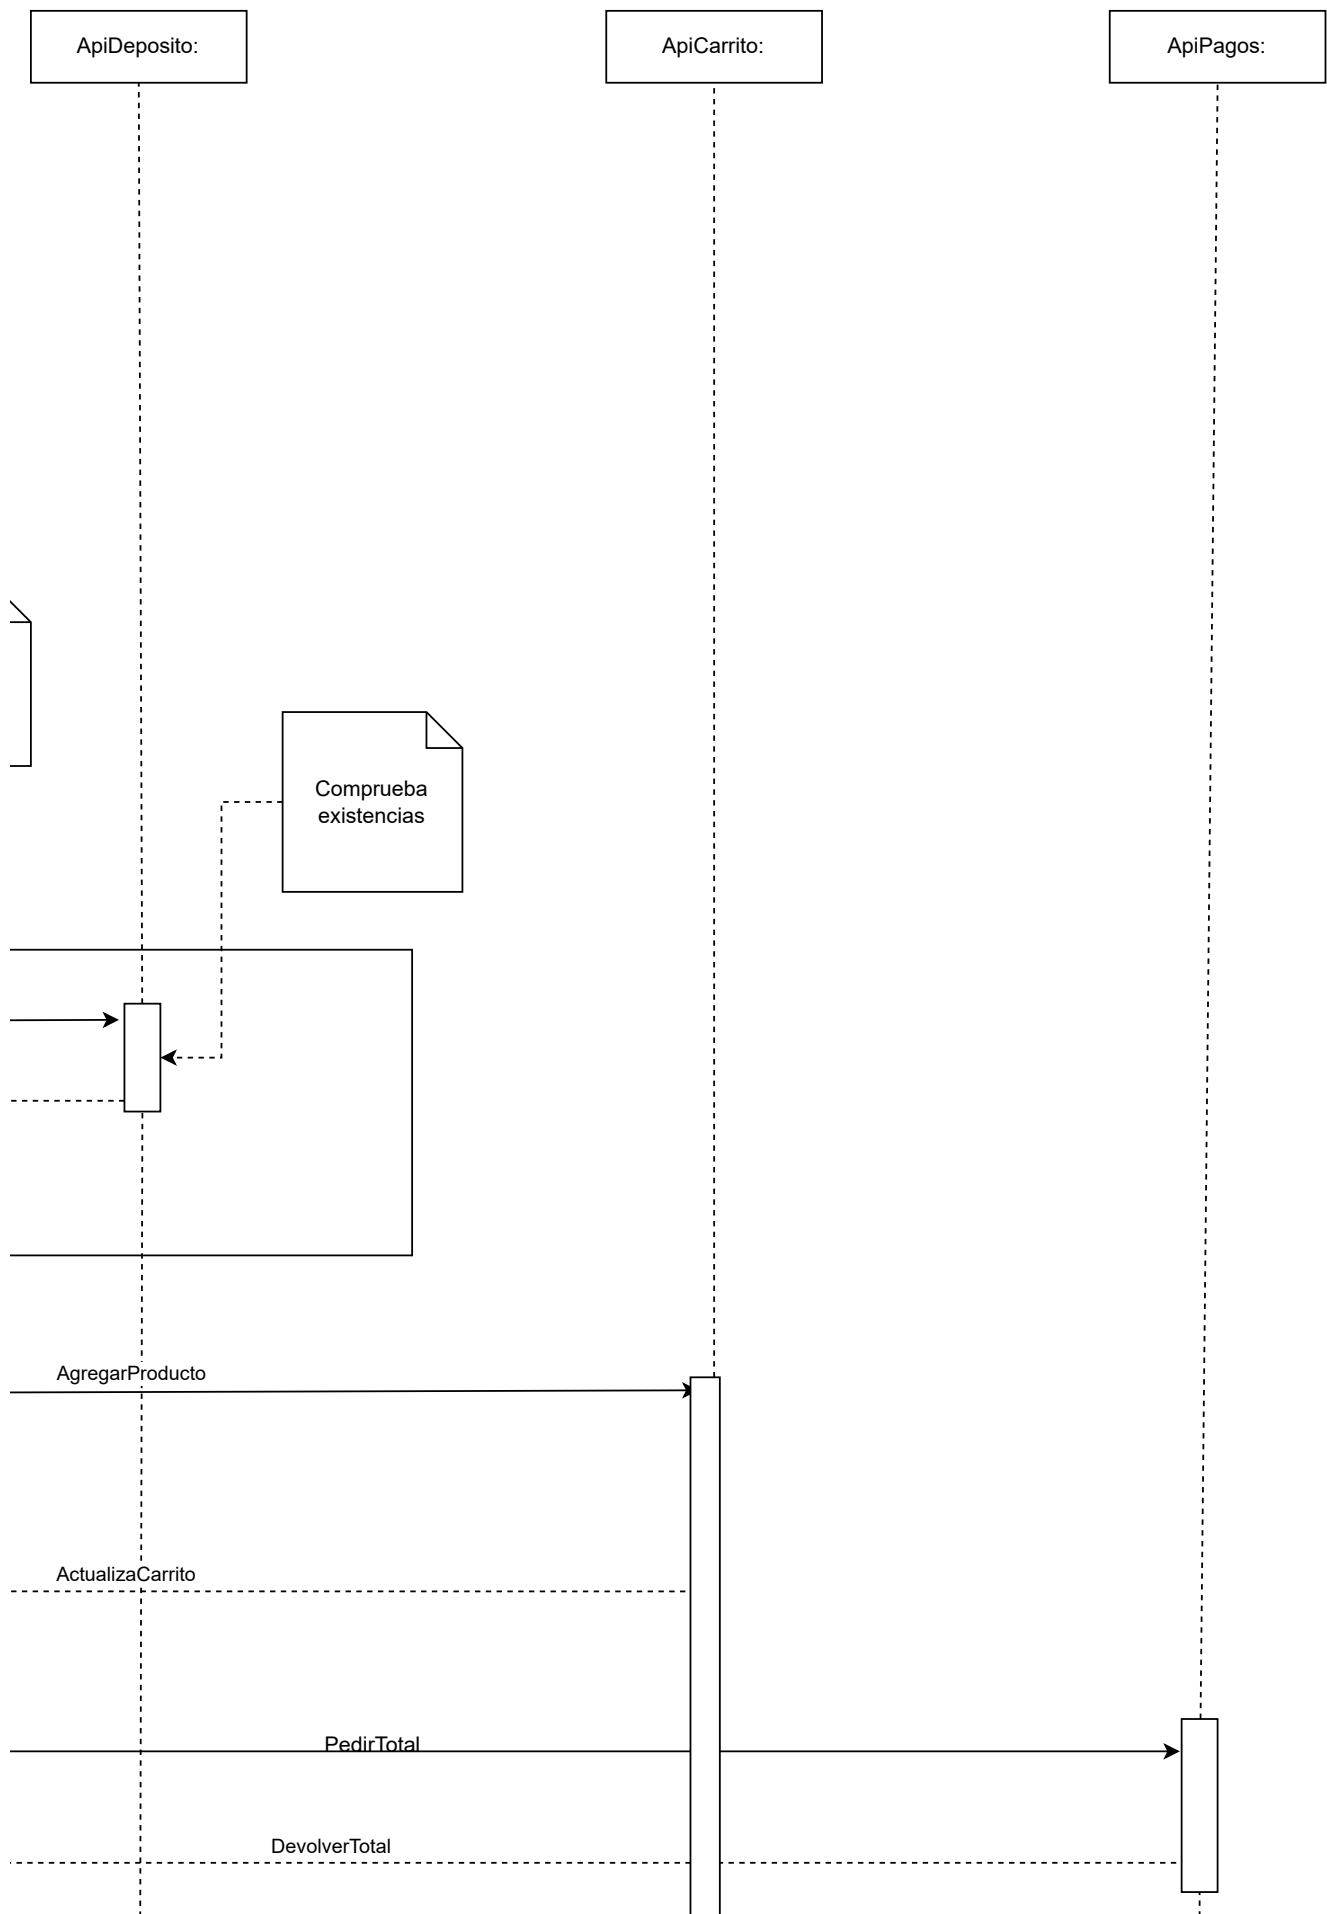 ApiDeposito:
ApiCarrito:
ApiPagos:
Comprueba
existencias
AgregarProducto
ActualizaCarrito
PedirTotal
DevolverTotal